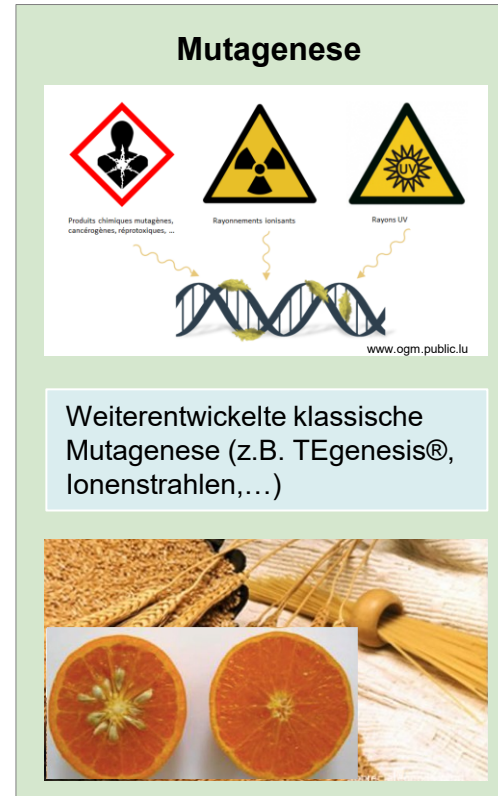 Mutagenese
Produits chimiques mutagènes,
cancérogènes, réprotoxiques, …
Rayonnements Ionisants
Rayons UV
UV
www.ogm.public.lu
Weiterentwickelte klassische
Mutagenese (z.B. TEgenesis®,
Ionenstrahlen,…)